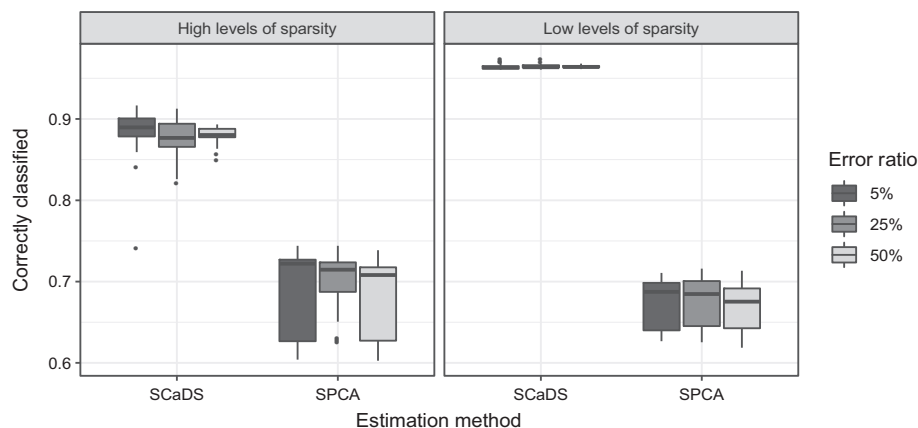 High levels of sparsity
Low levels of sparsity
Correctly classified
0.9
0.8
0.7
0.6
SCaDS
SPCA
SCaDS
SPCA
Estimation method
Error ratio
5%
25%
50%